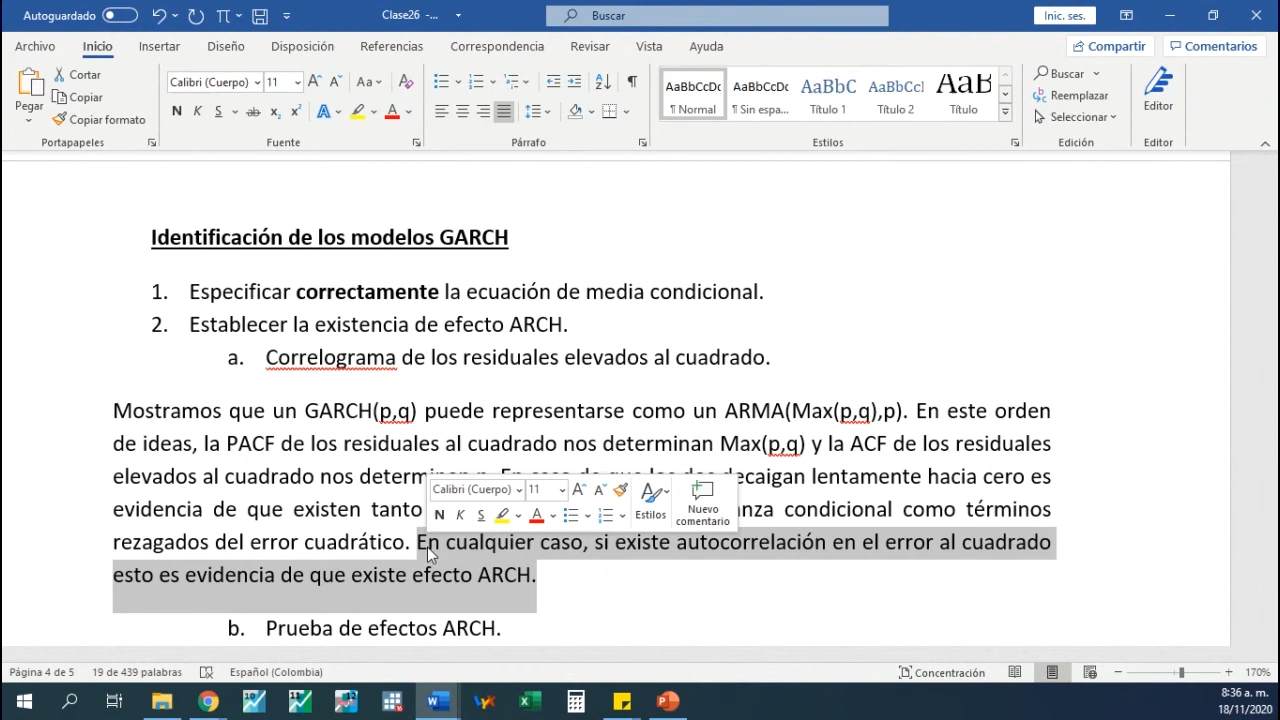 Autoguardado
Clase26 -...
Buscar
Inic. ses.
Archivo Inicio Insertar Diseño Disposición Referencias Correspondencia Revisar Vista Ayuda
Compartir
Comentarios
Pegar
Cortar
Copiar
Copiar formato
Portapapeles
Calibri (Cuerpo) 11
Fuente
Párrafo
AaBbCcDc
¶ Normal
AaBbCcDc
¶ Sin espa...
AaBbC
Título 1
AaBbCcl
Título 2
AaB
Título
Estilos
Buscar
Reemplazar
Seleccionar
Edición
Editor
Editor
Identificación de los modelos GARCH
1. Especificar correctamente la ecuación de media condicional.
2. Establecer la existencia de efecto ARCH.
a. Correlograma de los residuales elevados al cuadrado.
Mostramos que un GARCH(p,q) puede representarse como un ARMA(Max(p,q),p). En este orden
de ideas, la PACF de los residuales al cuadrado nos determinan Max(p,q) y la ACF de los residuales
elevados al cuadrado nos determinan p. En caso de que las dos decaigan lentamente hacia cero es
evidencia de que existen tanto anza condicional como términos
rezagados del error cuadrático. En cualquier caso, si existe autocorrelación en el error al cuadrado
esto es evidencia de que existe efecto ARCH.
b. Prueba de efectos ARCH.
Calibri (Cuerpo) 11
N K S
Estilos
Nuevo
comentario
Página 4 de 5 19 de 439 palabras Español (Colombia)
Concentración
170%
8:36 a. m.
18/11/2020